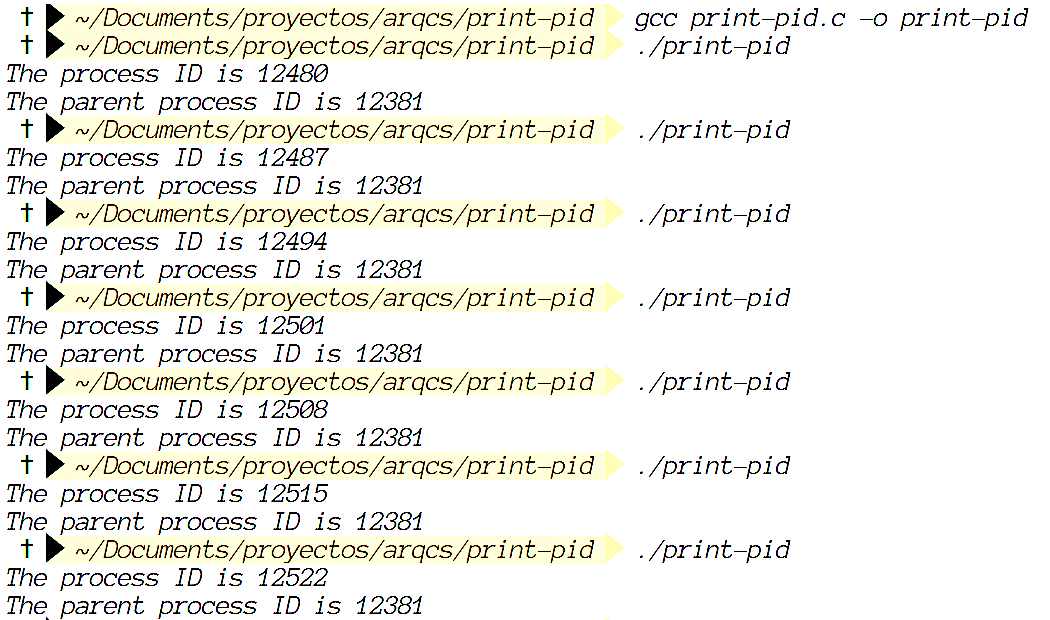 † ~/Documents/proyectos/arqcs/print-pid gcc print-pid.c -o print-pid
† ~/Documents/proyectos/arqcs/print-pid ./print-pid
The process ID is 12480
The parent process ID is 12381
† ~/Documents/proyectos/arqcs/print-pid ./print-pid
The process ID is 12487
The parent process ID is 12381
† ~/Documents/proyectos/arqcs/print-pid ./print-pid
The process ID is 12494
The parent process ID is 12381
† ~/Documents/proyectos/arqcs/print-pid ./print-pid
The process ID is 12501
The parent process ID is 12381
† ~/Documents/proyectos/arqcs/print-pid ./print-pid
The process ID is 12508
The parent process ID is 12381
† ~/Documents/proyectos/arqcs/print-pid ./print-pid
The process ID is 12515
The parent process ID is 12381
† ~/Documents/proyectos/arqcs/print-pid ./print-pid
The process ID is 12522
The parent process ID is 12381